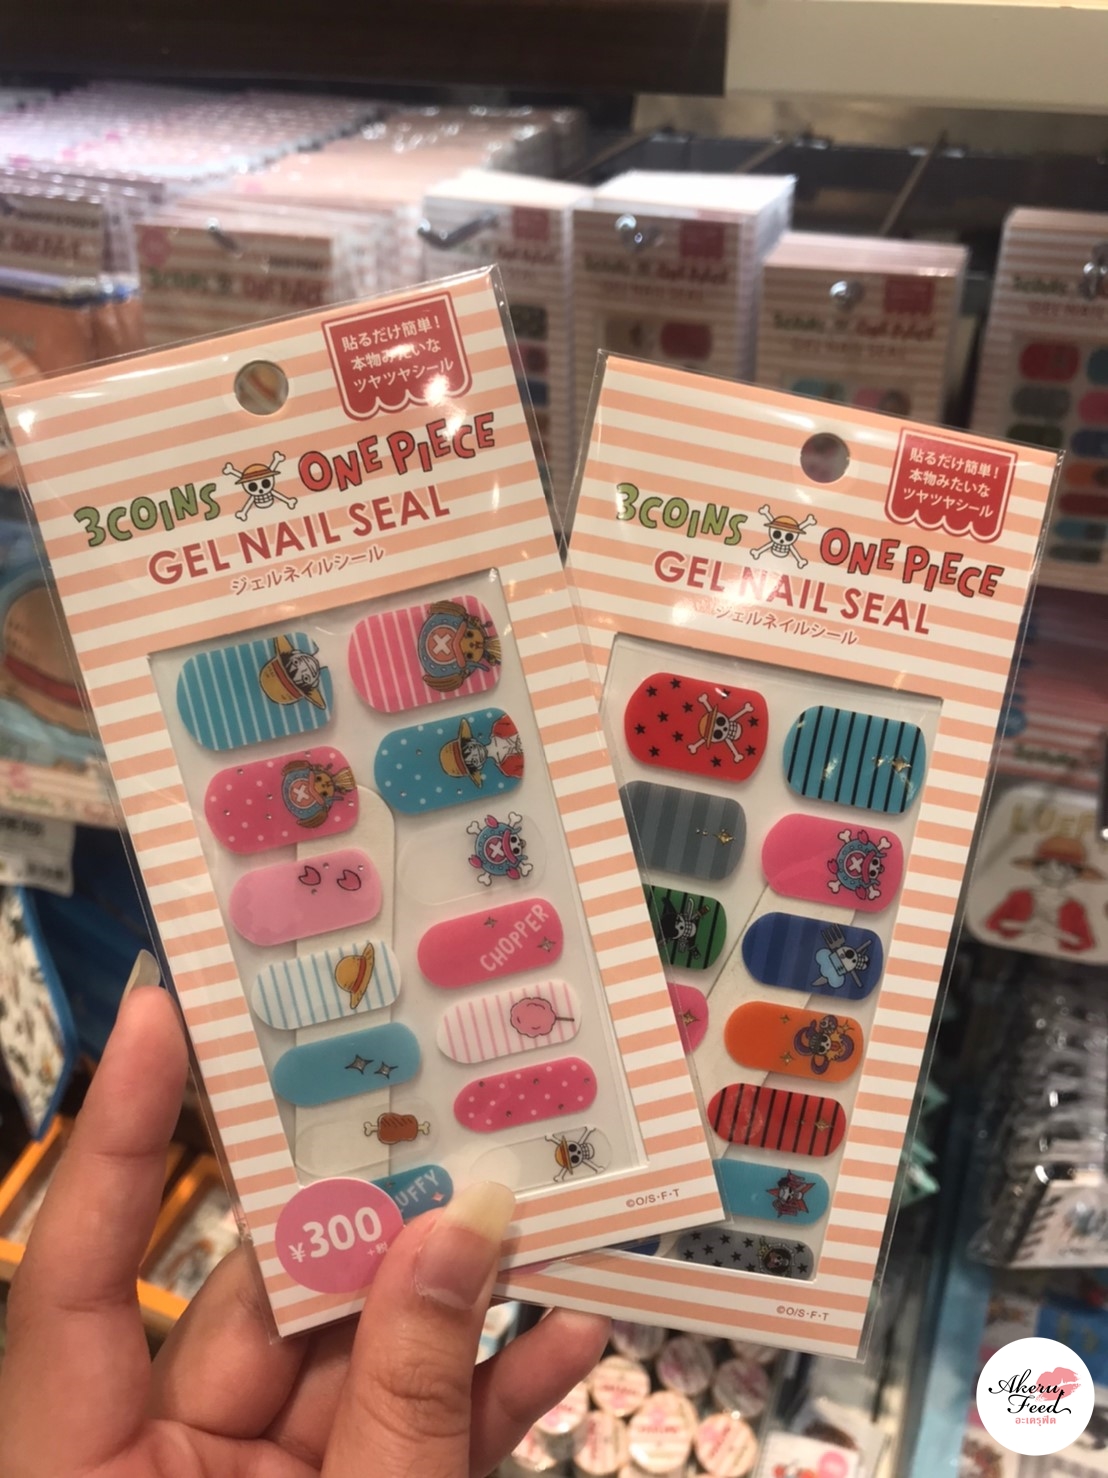 貼るだけ簡単！
本物みたいな
ツヤツヤシール
3COINS ONE PIECE
GEL NAIL SEAL
ジェルネイルシール
CHOPPER
UFFY
¥300
+税
©O/S・F・T
貼るだけ簡単！
本物みたいな
ツヤツヤシール
3COINS ONE PIECE
GEL NAIL SEAL
ジェルネイルシール
©O/S・F・T
Akeru
Feed
อะเครุฟีด